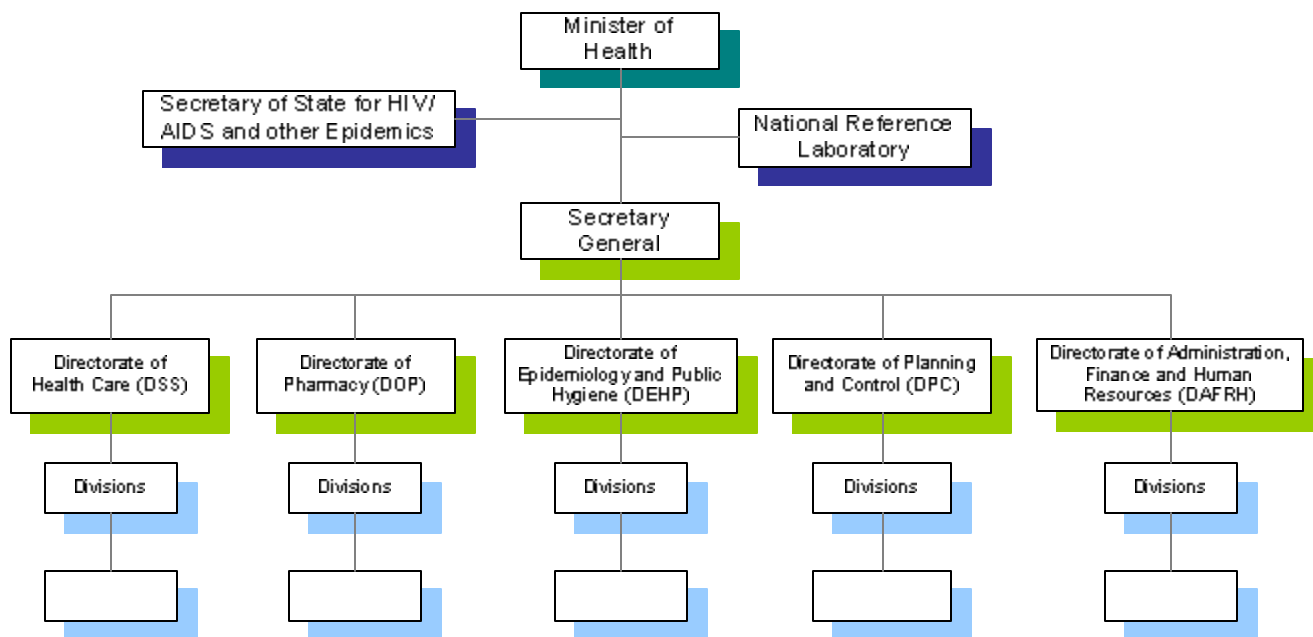 Minister of
Health
Secretary of State for HIV/
AIDS and other Epidemics
National Reference
Laboratory
Secretary
General
Directorate of
Health Care (DSS)
Directorate of
Pharmacy (DOP)
Directorate of
Epidemiology and Public
Hygiene (DEHP)
Directorate of Planning
and Control (DPC)
Directorate of Administration,
Finance and Human
Resources (DAFRH)
Divisions
Divisions
Divisions
Divisions
Divisions